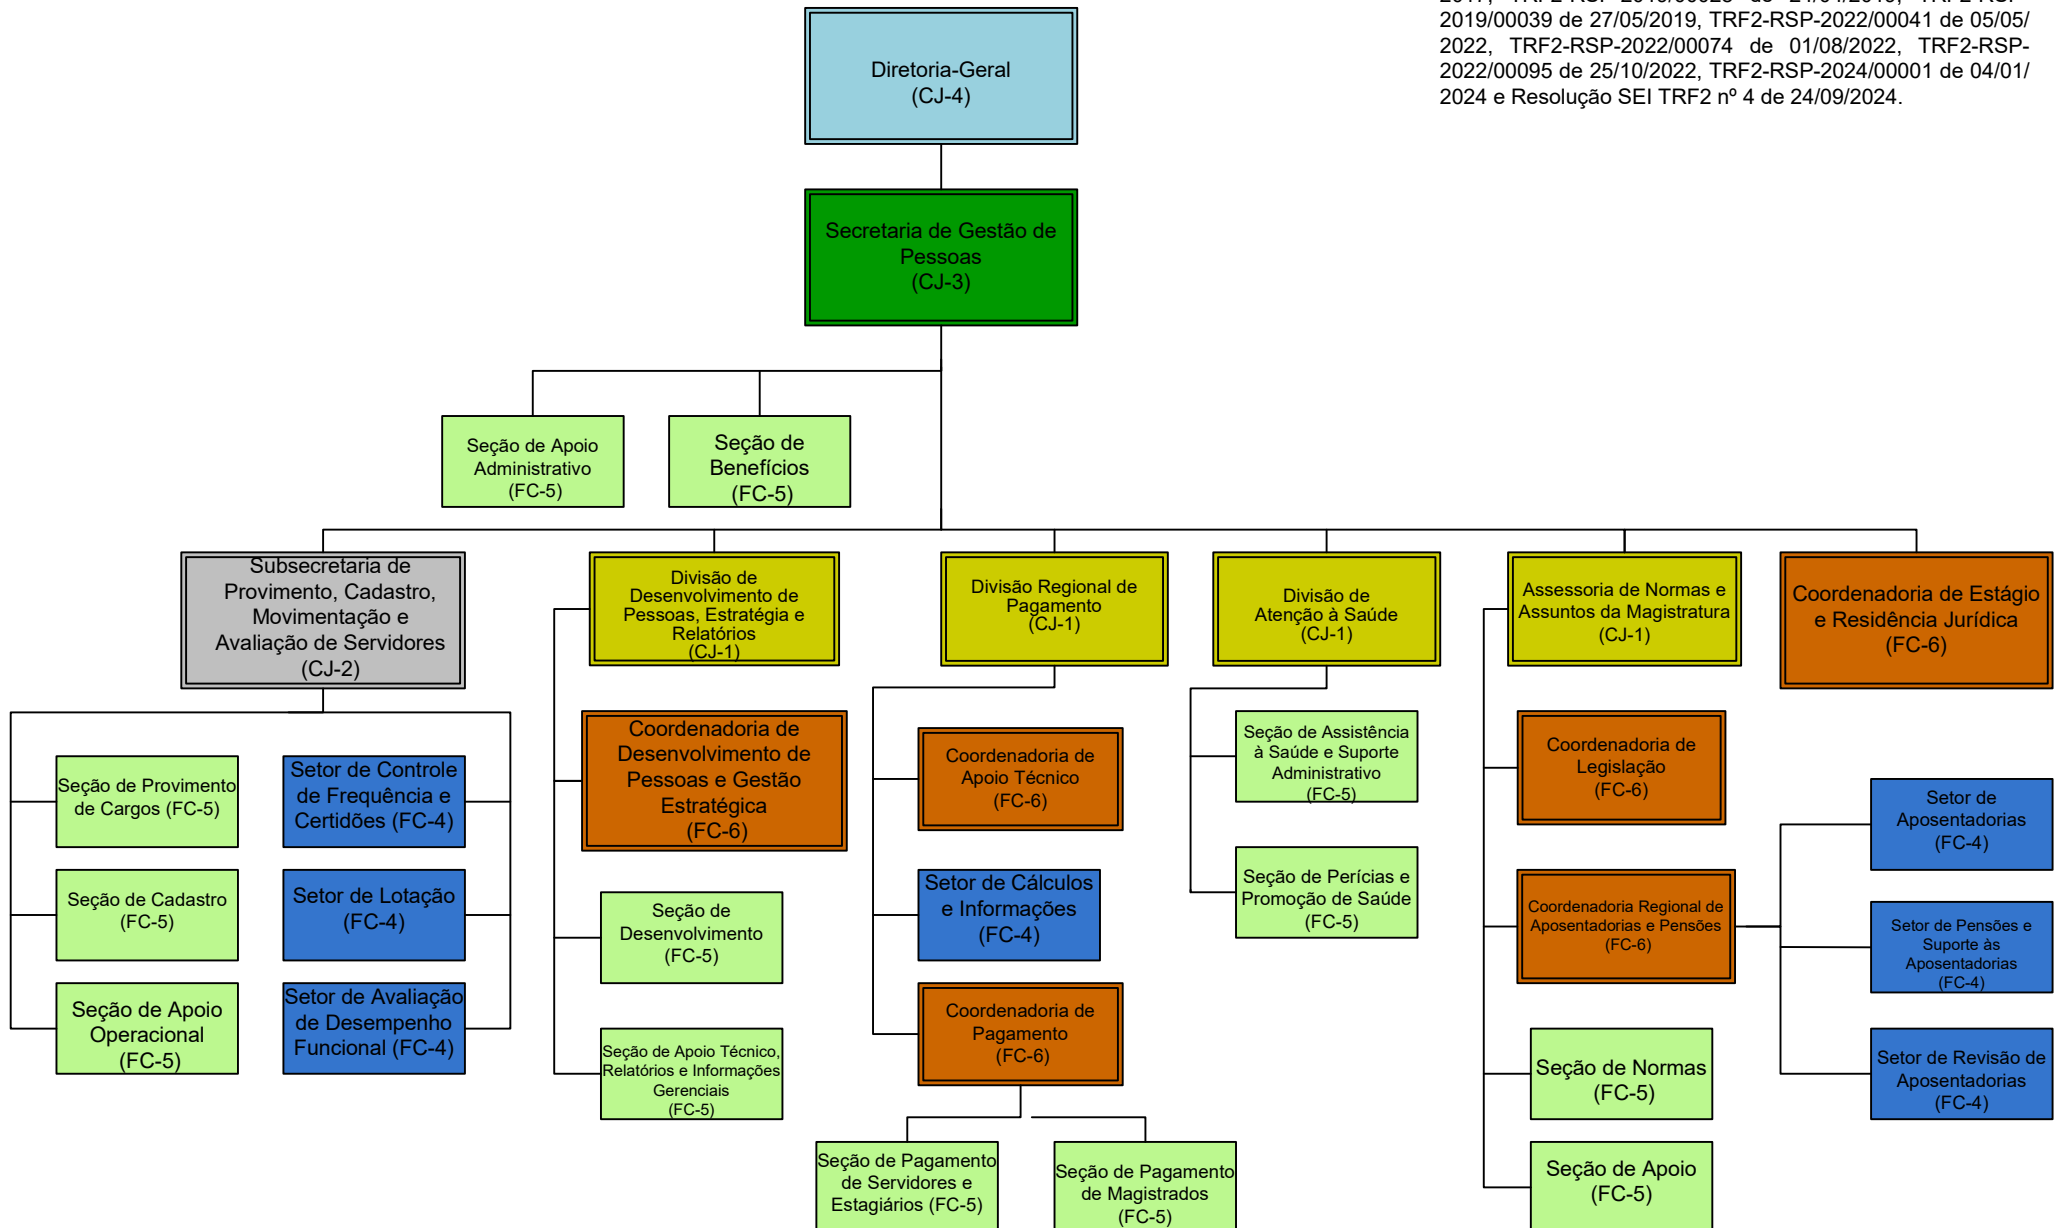 2019/00039 de 27/05/2019, TRF2-RSP-2022/00041 de 05/05/
2022, TRF2-RSP-2022/00074 de 01/08/2022, TRF2-RSP-
2022/00095 de 25/10/2022, TRF2-RSP-2024/00001 de 04/01/
2024 e Resolução SEI TRF2 nº 4 de 24/09/2024.
Diretoria-Geral
(CJ-4)
Secretaria de Gestão de
Pessoas
(CJ-3)
Seção de Apoio
Administrativo
(FC-5)
Seção de
Benefícios
(FC-5)
Subsecretaria de
Provimento, Cadastro,
Movimentação e
Avaliação de Servidores
(CJ-2)
Divisão de
Desenvolvimento de
Pessoas, Estratégia e
Relatórios
(CJ-1)
Divisão Regional de
Pagamento
(CJ-1)
Divisão de
Atenção à Saúde
(CJ-1)
Assessoria de Normas e
Assuntos da Magistratura
(CJ-1)
Coordenadoria de Estágio
e Residência Jurídica
(FC-6)
Seção de Provimento
de Cargos (FC-5)
Setor de Controle
de Frequência e
Certidões (FC-4)
Seção de Cadastro
(FC-5)
Setor de Lotação
(FC-4)
Seção de Apoio
Operacional
(FC-5)
Setor de Avaliação
de Desempenho
Funcional (FC-4)
Coordenadoria de
Desenvolvimento de
Pessoas e Gestão
Estratégica
(FC-6)
Seção de
Desenvolvimento
(FC-5)
Seção de Apoio Técnico,
Relatórios e Informações
Gerenciais
(FC-5)
Coordenadoria de
Apoio Técnico
(FC-6)
Setor de Cálculos
e Informações
(FC-4)
Coordenadoria de
Pagamento
(FC-6)
Seção de Pagamento
de Servidores e
Estagiários (FC-5)
Seção de Pagamento
de Magistrados
(FC-5)
Seção de Assistência
à Saúde e Suporte
Administrativo
(FC-5)
Seção de Perícias e
Promoção de Saúde
(FC-5)
Coordenadoria de
Legislação
(FC-6)
Coordenadoria Regional de
Aposentadorias e Pensões
(FC-6)
Seção de Normas
(FC-5)
Seção de Apoio
(FC-5)
Setor de
Aposentadorias
(FC-4)
Setor de Pensões e
Suporte às
Aposentadorias
(FC-4)
Setor de Revisão de
Aposentadorias
(FC-4)